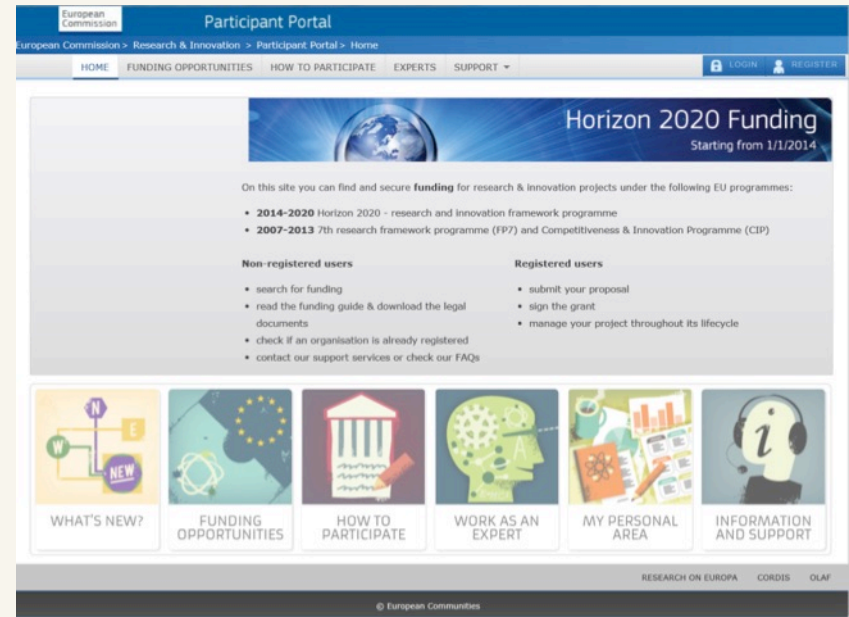 European
Commission
Participant Portal
European Commission > Research & Innovation > Participant Portal > Home
HOME FUNDING OPPORTUNITIES HOW TO PARTICIPATE EXPERTS SUPPORT
LOGIN REGISTER
Horizon 2020 Funding
Starting from 1/1/2014
On this site you can find and secure funding for research & innovation projects under the following EU programmes:
• 2014-2020 Horizon 2020 - research and innovation framework programme
• 2007-2013 7th research framework programme (FP7) and Competitiveness & Innovation Programme (CIP)
Non-registered users
• search for funding
• read the funding guide & download the legal
documents
• check if an organisation is already registered
• contact our support services or check our FAQs
Registered users
• submit your proposal
• sign the grant
• manage your project throughout its lifecycle
N
W
E
NEW
WHAT'S NEW?
FUNDING
OPPORTUNITIES
HOW TO
PARTICIPATE
A
WORK AS AN
EXPERT
MY PERSONAL
AREA
i
INFORMATION
AND SUPPORT
RESEARCH ON EUROPA CORDIS OLAF
© European Communities